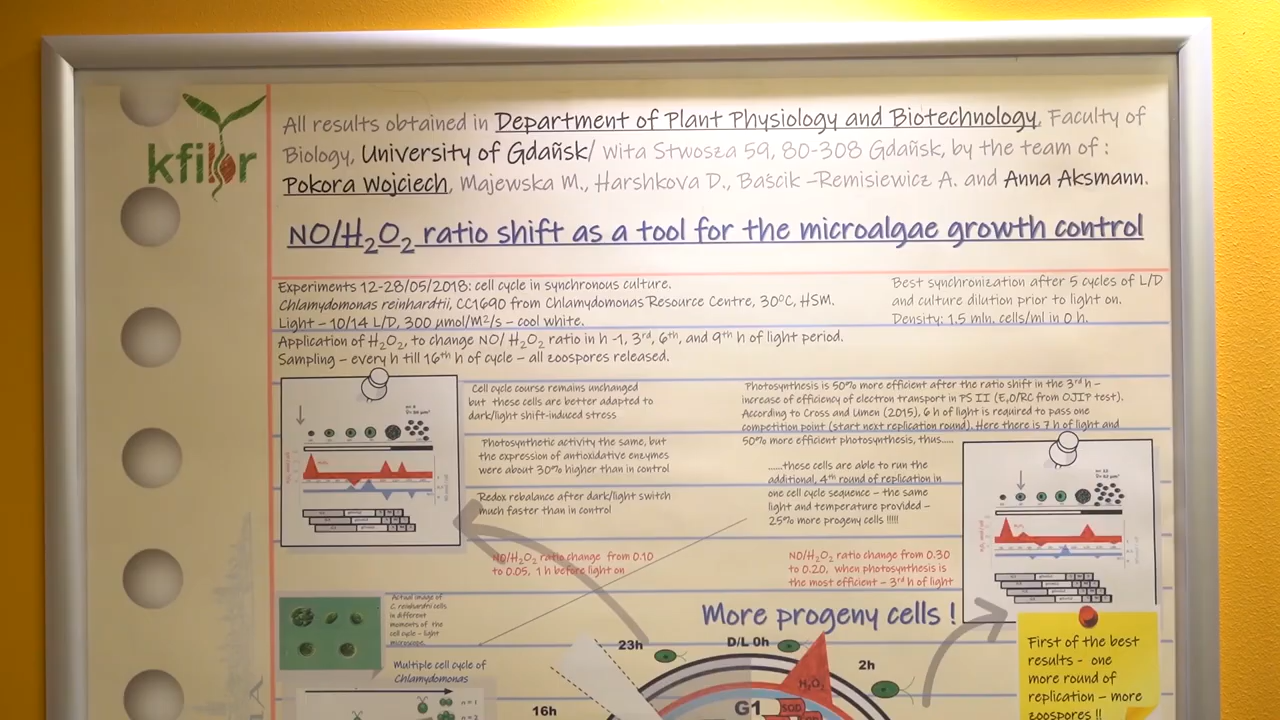 kfibr
All results obtained in Department of Plant Physiology and Biotechnology, Faculty of
Biology, University of Gdańsk/ Wita Stwosza 59, 80-308 Gdańsk, by the team of :
Pokora Wojciech, Majewska M., Harshkova D., Baścik –Remisiewicz A. and Anna Aksmann.
NO/H₂O₂ ratio shift as a tool for the microalgae growth control
Experiments 12-28/05/2018: cell cycle in synchronous culture.
Chlamydomonas reinhardtii, CC1690 from Chlamydomonas Resource Centre, 30°C, HSM.
Light – 10/14 L/D, 300 µmol/M²/s – cool white.
Best synchronization after 5 cycles of L/D
and culture dilution prior to light on.
Density: 1.5 mln. cells/ml in 0 h.
Application of H₂O₂, to change NO/ H₂O₂ ratio in h -1, 3rd, 6th, and 9th h of light period.
Sampling – every h till 16th h of cycle – all zoospores released.
Cell cycle course remains unchanged
but these cells are better adapted to
dark/light shift-induced stress
Photosynthetic activity the same, but
the expression of antioxidative enzymes
were about 30% higher than in control
Redox rebalance after dark/light switch
much faster than in control
NO/H₂O₂ ratio change from 0.10
to 0.05, 1 h before light on
Photosynthesis is 50% more efficient after the ratio shift in the 3rd h –
increase of efficiency of electron transport in PS II (E₀/RC from OJIP test).
According to Cross and Umen (2015), 6 h of light is required to pass one
competition point (start next replication round). Here there is 7 h of light and
50% more efficient photosynthesis, thus.....
......these cells are able to run the
additional, 4th round of replication in
one cell cycle sequence – the same
light and temperature provided –
25% more progeny cells !!!!!
NO/H₂O₂ ratio change from 0.30
to 0.20, when photosynthesis is
the most efficient – 3rd h of light
More progeny cells !
Actual image of
C. reinhardtii cells
in different
moments of the
cell cycle – light
microscope.
Multiple cell cycle of
Chlamydomonas
n = 1
n = 2
First of the best
results - one
more round of
replication – more
zoospores !!
23h
D/L 0h
2h
16h
H₂O₂
G1
SOD